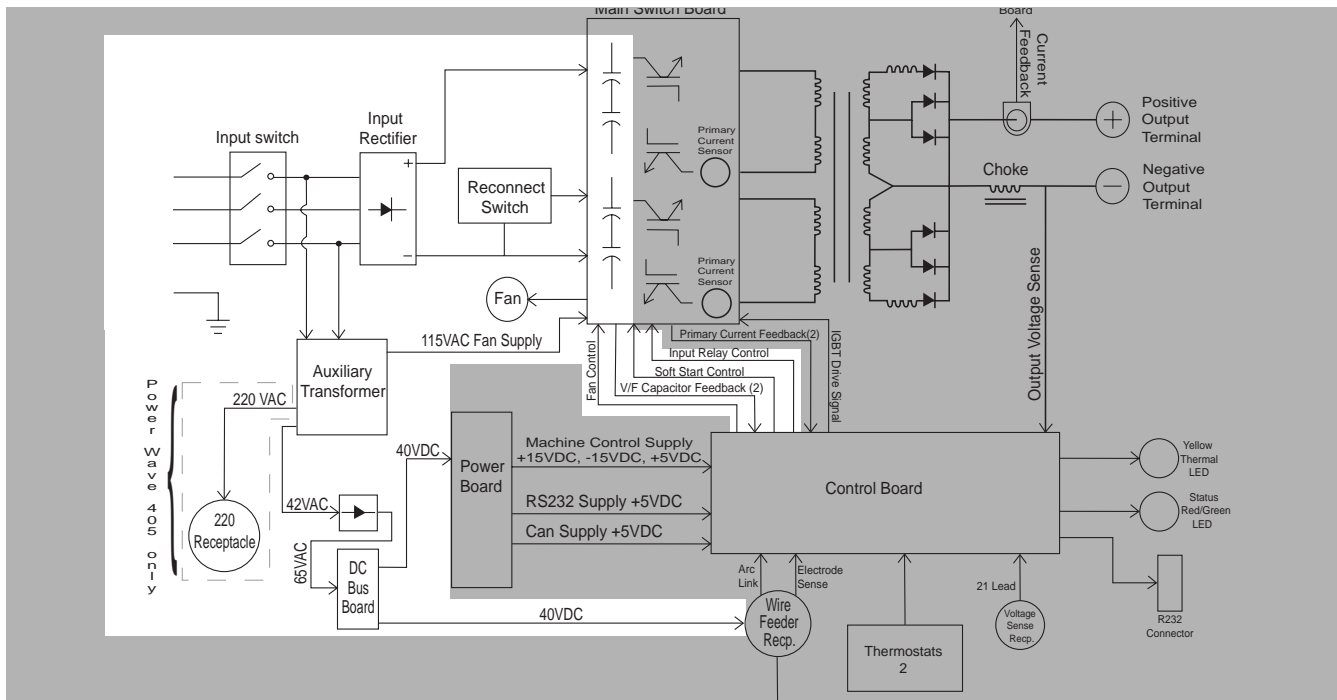 Main Switch Board
Board
Current
Feedback
Positive
Output
Terminal
Input
Rectifier
Input switch
Primary
Current
Sensor
Choke
Negative
Output
Terminal
+
−
+
−
Reconnect
Switch
Primary
Current
Sensor
Fan
Output Voltage Sense
115VAC Fan Supply
Auxiliary
Transformer
Fan Control
Primary Current Feedback(2)
Input Relay Control
Soft Start Control
V/F Capacitor Feedback (2)
IGBT Drive Signal
Power Wave 405 only
220 VAC
220
Receptacle
42VAC
65VAC
DC
Bus
Board
40VDC
40VDC
Power
Board
Machine Control Supply
+15VDC, -15VDC, +5VDC
RS232 Supply +5VDC
Can Supply +5VDC
Control Board
Yellow
Thermal
LED
Status
Red/Green
LED
Arc
Link
Electrode
Sense
Wire
Feeder
Recp.
21 Lead
Voltage
Sense
Recp.
Thermostats
2
R232
Connector